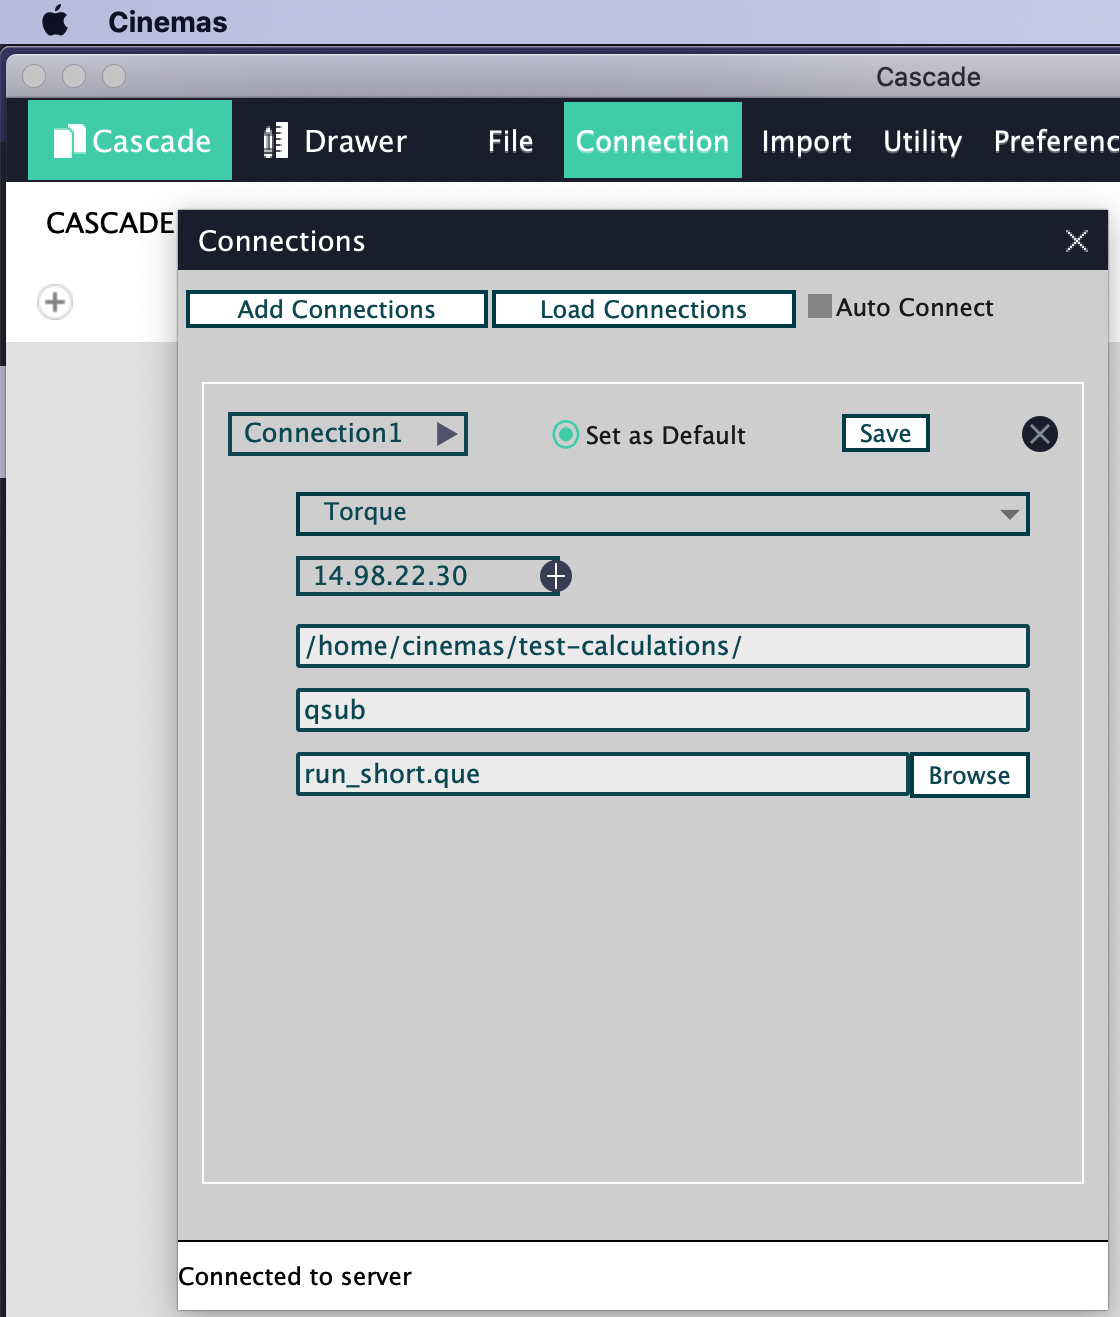 Cinemas
Cascade
Cascade Drawer File Connection Import Utility Preferenc
CASCADE
Connections
Add Connections Load Connections Auto Connect
Connection1 Set as Default Save
Torque
14.98.22.30
/home/cinemas/test-calculations/
qsub
run_short.que Browse
Connected to server